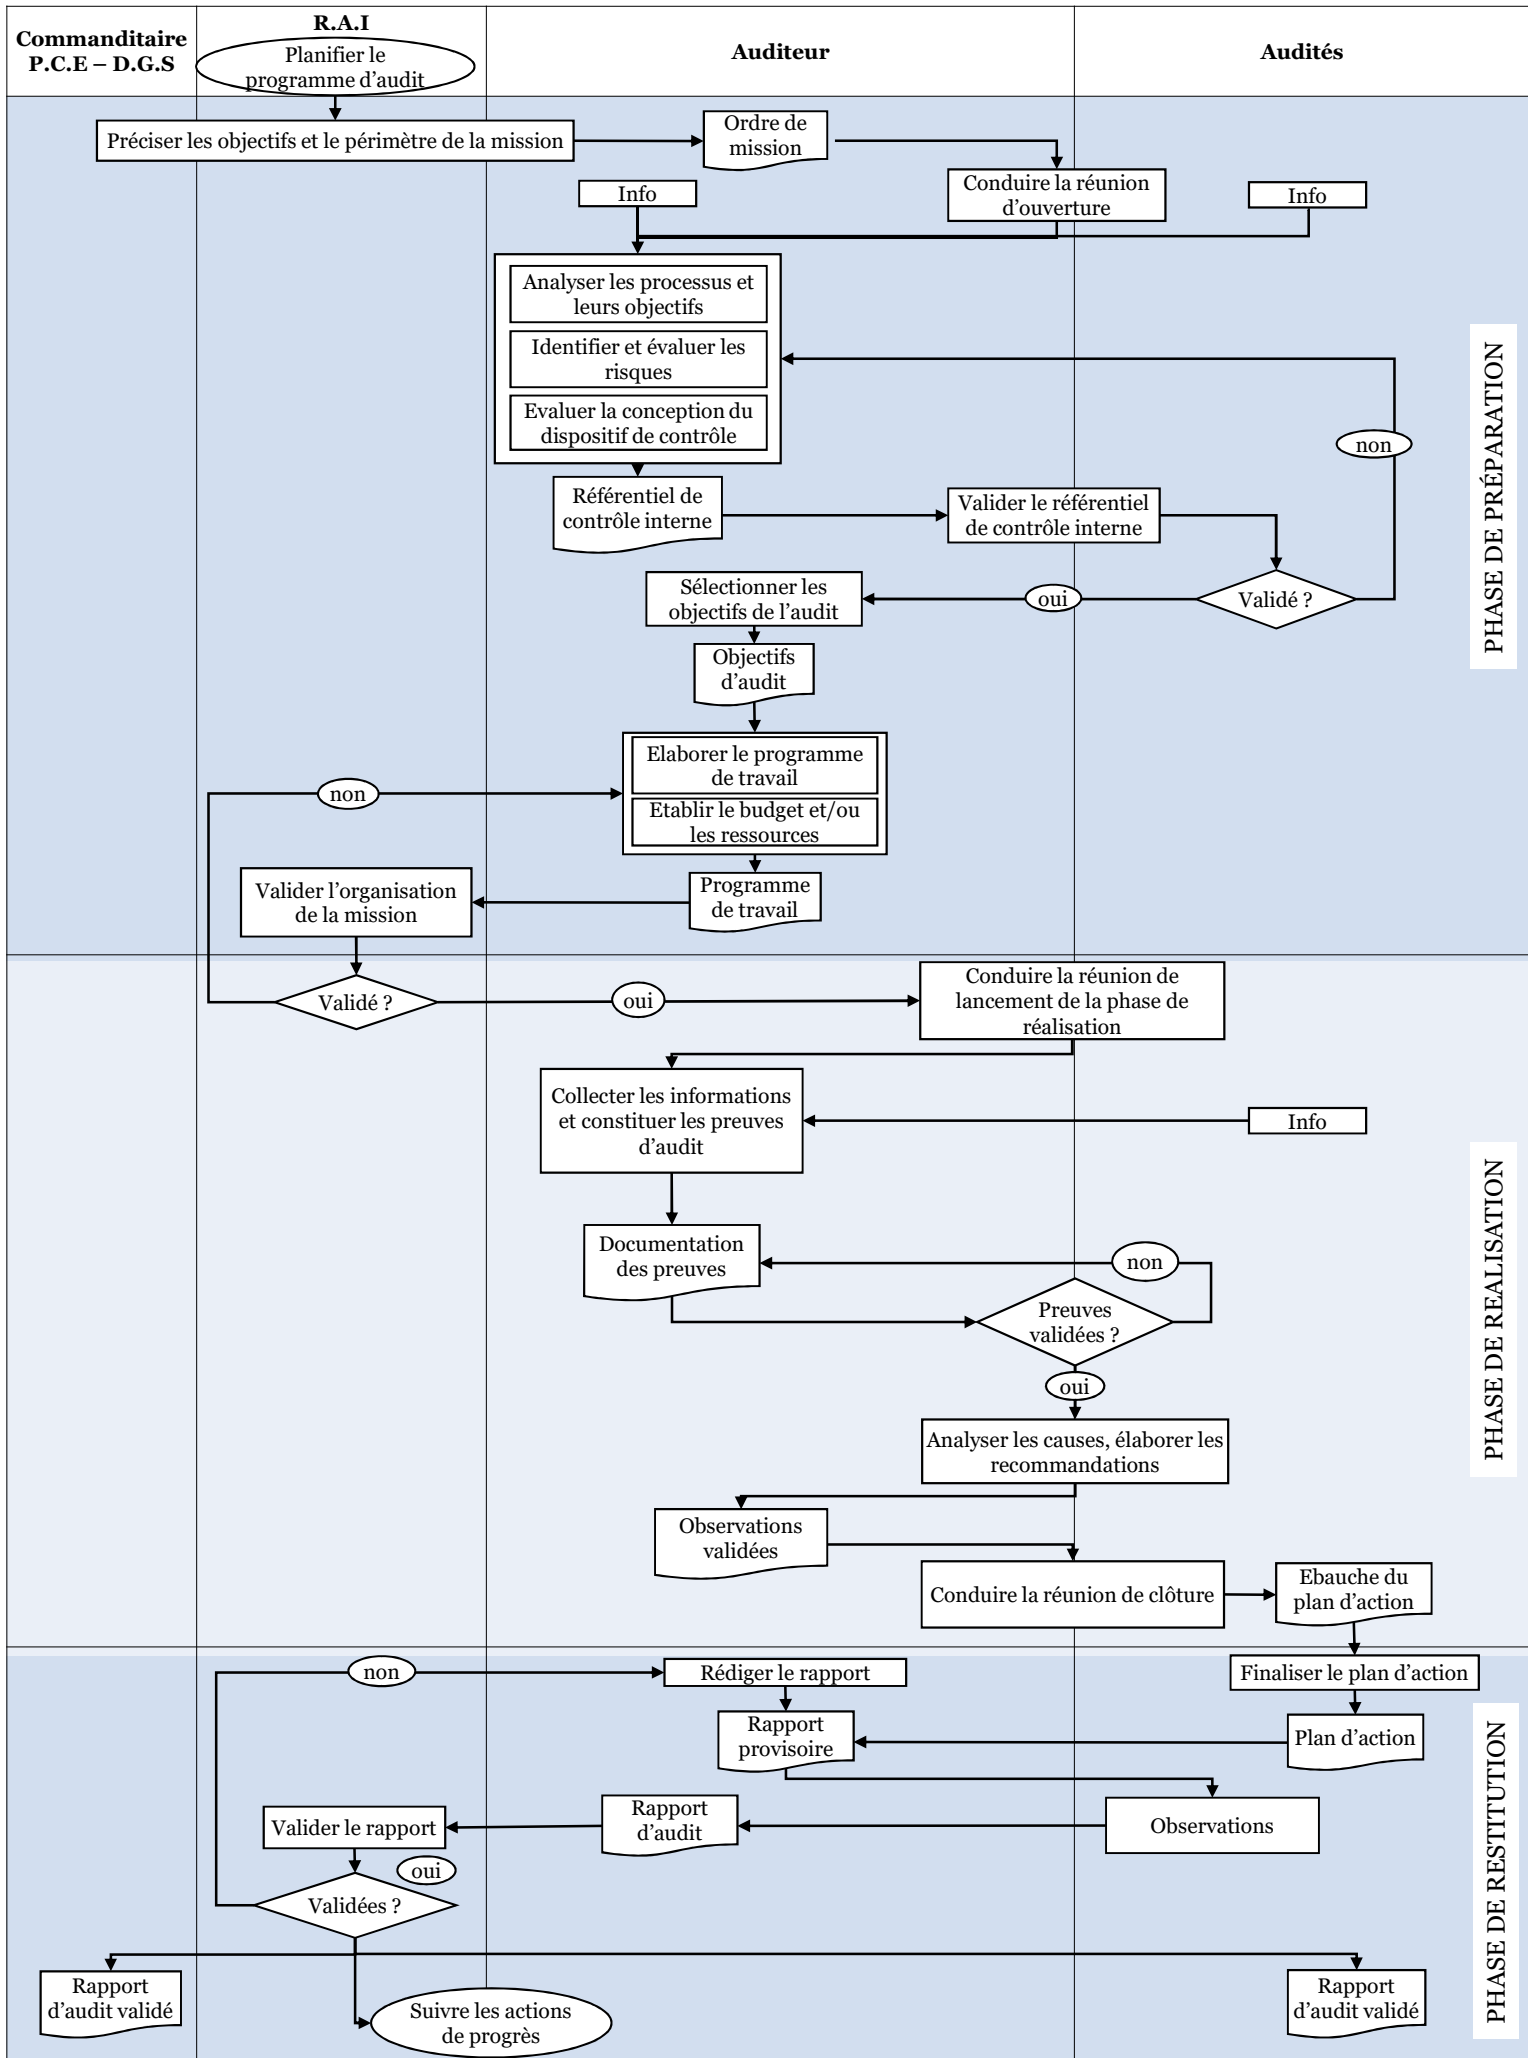 Commanditaire
P.C.E – D.G.S
R.A.I
Planifier le
programme d'audit
Auditeur
Audités
Préciser les objectifs et le périmètre de la mission
Ordre de
mission
Info
Conduire la réunion
d'ouverture
Info
Analyser les processus et
leurs objectifs
Identifier et évaluer les
risques
Evaluer la conception du
dispositif de contrôle
non
PHASE DE PRÉPARATION
Référentiel de
contrôle interne
Valider le référentiel
de contrôle interne
Sélectionner les
objectifs de l'audit
oui
Validé ?
Objectifs
d'audit
Elaborer le programme
de travail
non
Etablir le budget et/ou
les ressources
Valider l'organisation
de la mission
Programme
de travail
Validé ?
oui
Conduire la réunion de
lancement de la phase de
réalisation
Collecter les informations
et constituer les preuves
d'audit
Info
PHASE DE REALISATION
Documentation
des preuves
non
Preuves
validées ?
oui
Analyser les causes, élaborer les
recommandations
Observations
validées
Conduire la réunion de clôture
Ebauche du
plan d'action
non
Rédiger le rapport
Finaliser le plan d'action
Rapport
provisoire
Plan d'action
PHASE DE RESTITUTION
Valider le rapport
Rapport
d'audit
Observations
oui
Validées ?
Rapport
d'audit validé
Suivre les actions
de progrès
Rapport
d'audit validé